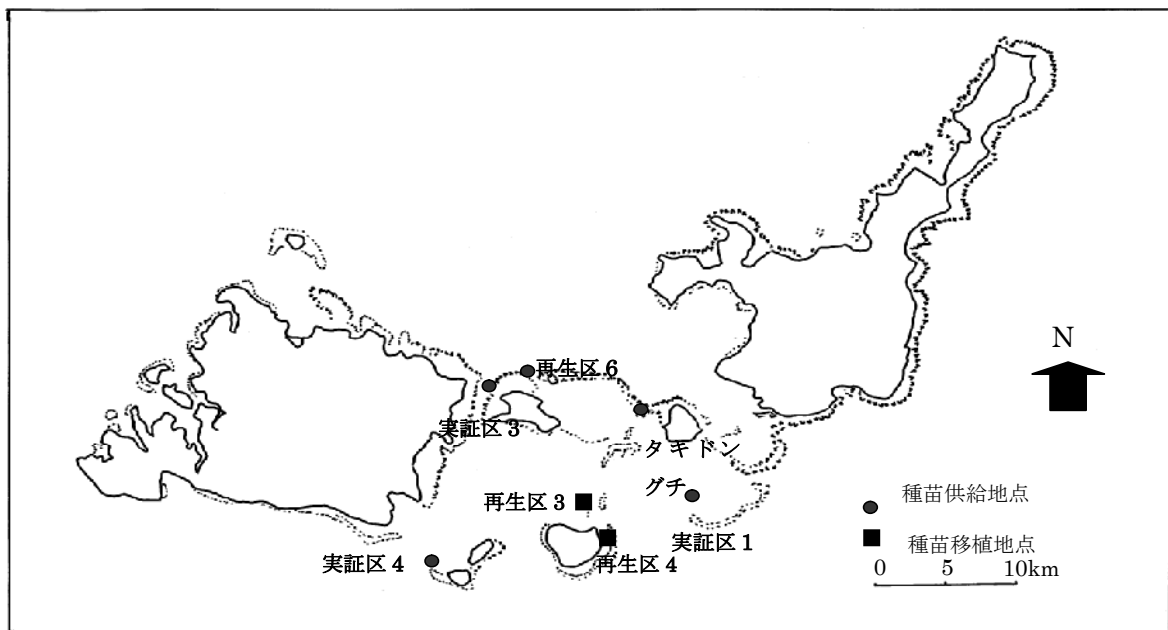 再生区６
N
実証区３
タキドン
グチ
種苗供給地点
再生区３
種苗移植地点
実証区１
実証区４
再生区４
0 5 10km